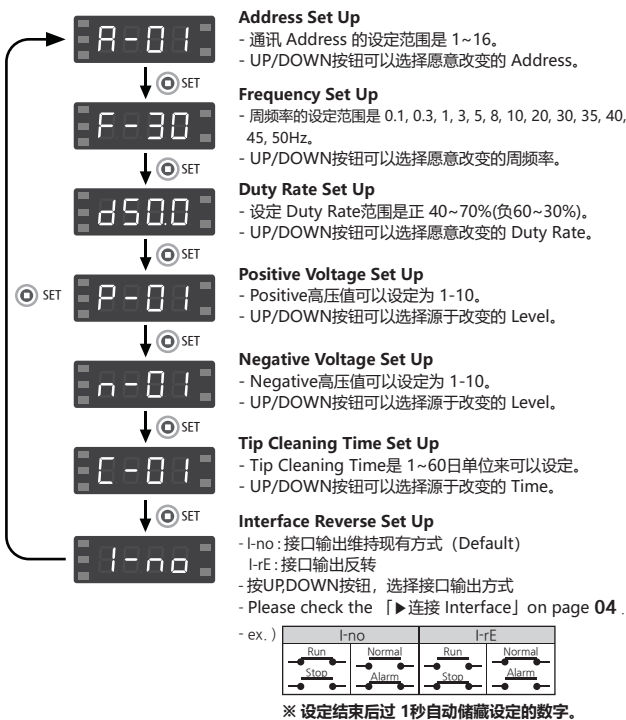 A-01
Address Set Up
- 通讯 Address 的设定范围是 1~16。
- UP/DOWN按钮可以选择愿意改变的 Address。
SET
F-30
Frequency Set Up
- 周频率的设定范围是 0.1, 0.3, 1, 3, 5, 8, 10, 20, 30, 35, 40,
45, 50Hz。
- UP/DOWN按钮可以选择愿意改变的周频率。
SET
d50.0
Duty Rate Set Up
- 设定 Duty Rate范围是正 40~70%(负60~30%)。
- UP/DOWN按钮可以选择愿意改变的 Duty Rate。
SET
SET
P-01
Positive Voltage Set Up
- Positive高压值可以设定为 1-10。
- UP/DOWN按钮可以选择源于改变的 Level。
SET
n-01
Negative Voltage Set Up
- Negative高压值可以设定为 1-10。
- UP/DOWN按钮可以选择源于改变的 Level。
SET
C-01
Tip Cleaning Time Set Up
- Tip Cleaning Time是 1~60日单位来可以设定。
- UP/DOWN按钮可以选择源于改变的 Time。
SET
I-no
Interface Reverse Set Up
- I-no : 接口输出维持现有方式（Default）
I-rE : 接口输出反转
- 按UP,DOWN按钮，选择接口输出方式
- Please check the 「▶连接 Interface」on page 04 .
- ex. )
I-no I-rE
Run Normal Run Normal
Stop Alarm Stop Alarm
※ 设定结束后过 1秒自动储藏设定的数字。